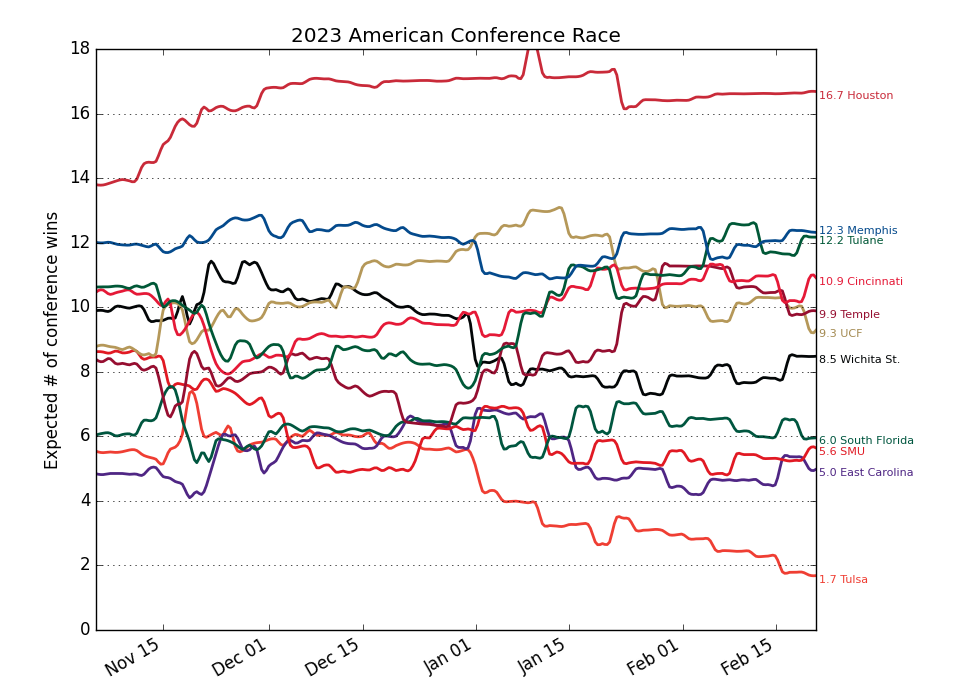 2023 American Conference Race
Expected # of conference wins
18
16
14
12
10
8
6
4
2
0
16.7 Houston
12.3 Memphis
12.2 Tulane
10.9 Cincinnati
9.9 Temple
9.3 UCF
8.5 Wichita St.
6.0 South Florida
5.6 SMU
5.0 East Carolina
1.7 Tulsa
Nov 15
Dec 01
Dec 15
Jan 01
Jan 15
Feb 01
Feb 15